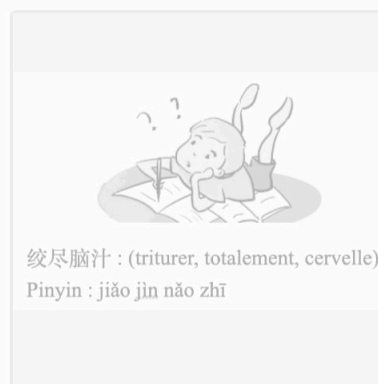 绞尽脑汁 : (triturer, totalement, cervelle)
Pinyin : jiǎo jìn nǎo zhī